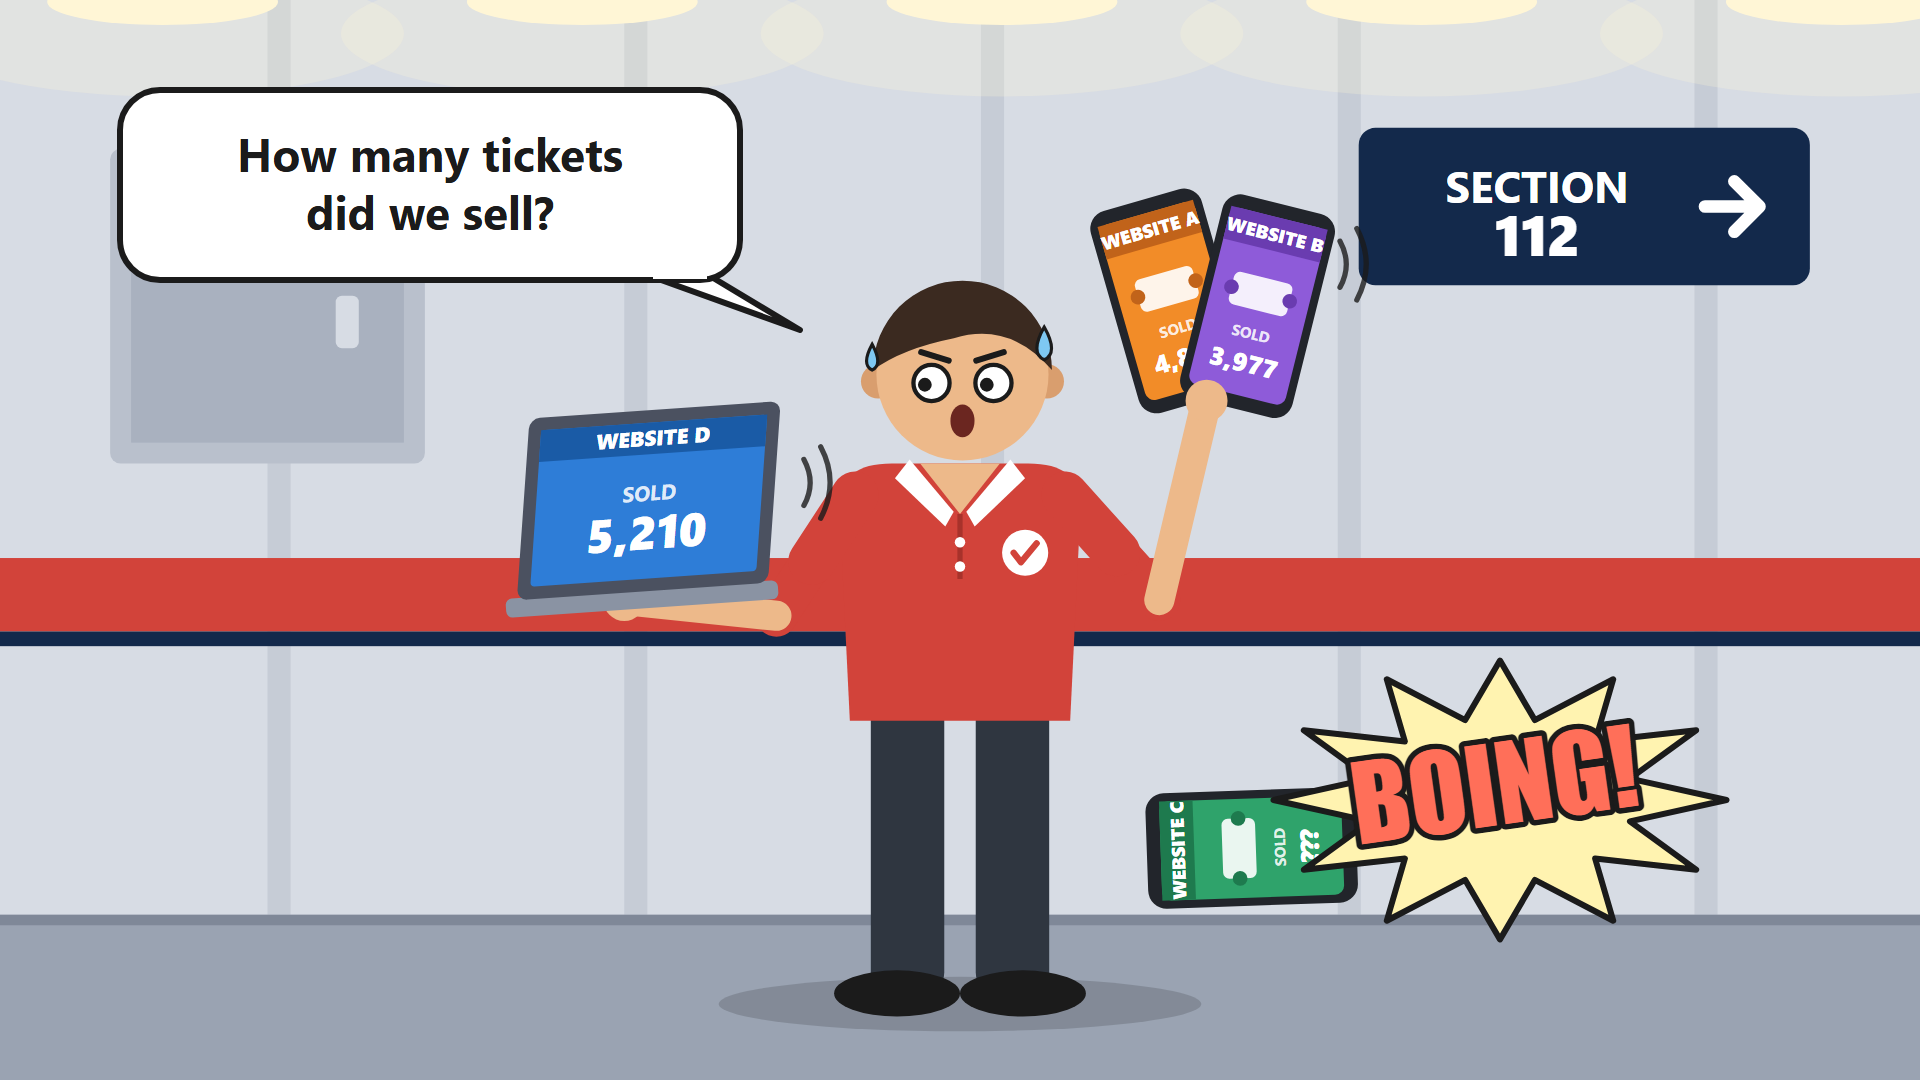 How many tickets
did we sell?
SECTION
112
WEBSITE A
SOLD
WEBSITE B
SOLD
3,977
WEBSITE D
SOLD
5,210
WEBSITE C
SOLD
???
BOING!